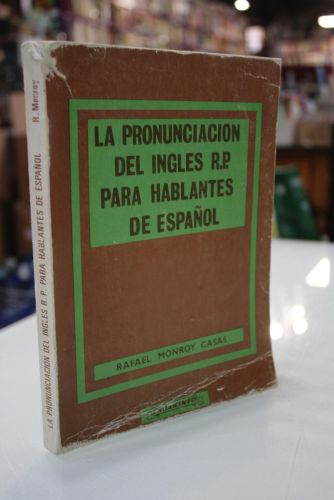 R. Monroy
LA PRONUNCIACION DEL INGLES R.P. PARA HABLANTES DE ESPAÑOL
LA PRONUNCIACION
DEL INGLES R.P.
PARA HABLANTES
DE ESPAÑOL
RAFAEL MONROY CASAS